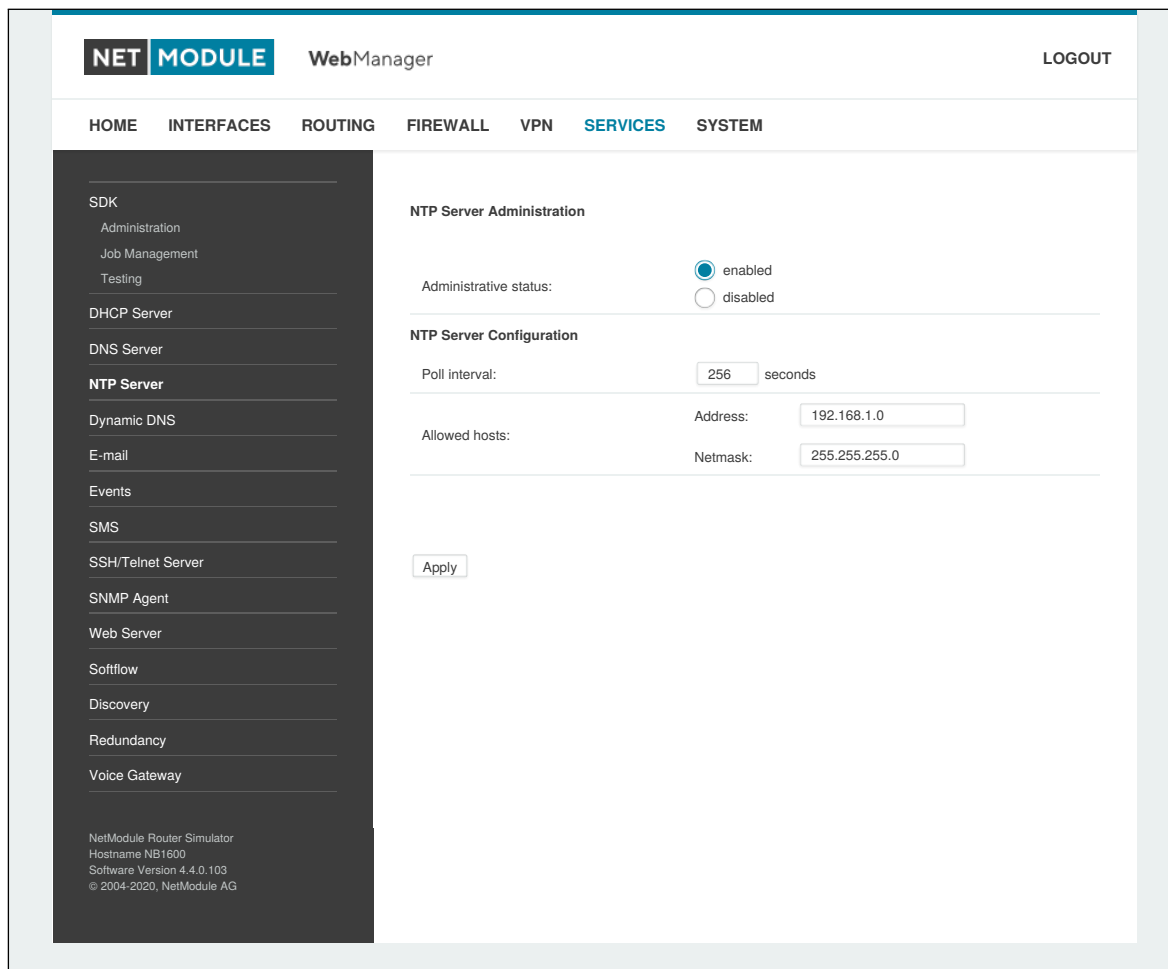 NET MODULE WebManager LOGOUT
HOME INTERFACES ROUTING FIREWALL VPN SERVICES SYSTEM
SDK
Administration
Job Management
Testing
DHCP Server
DNS Server
NTP Server
Dynamic DNS
E-mail
Events
SMS
SSH/Telnet Server
SNMP Agent
Web Server
Softflow
Discovery
Redundancy
Voice Gateway
NetModule Router Simulator
Hostname NB1600
Software Version 4.4.0.103
© 2004-2020, NetModule AG
NTP Server Administration
Administrative status:
enabled
disabled
NTP Server Configuration
Poll interval: 256 seconds
Allowed hosts:
Address: 192.168.1.0
Netmask: 255.255.255.0
Apply